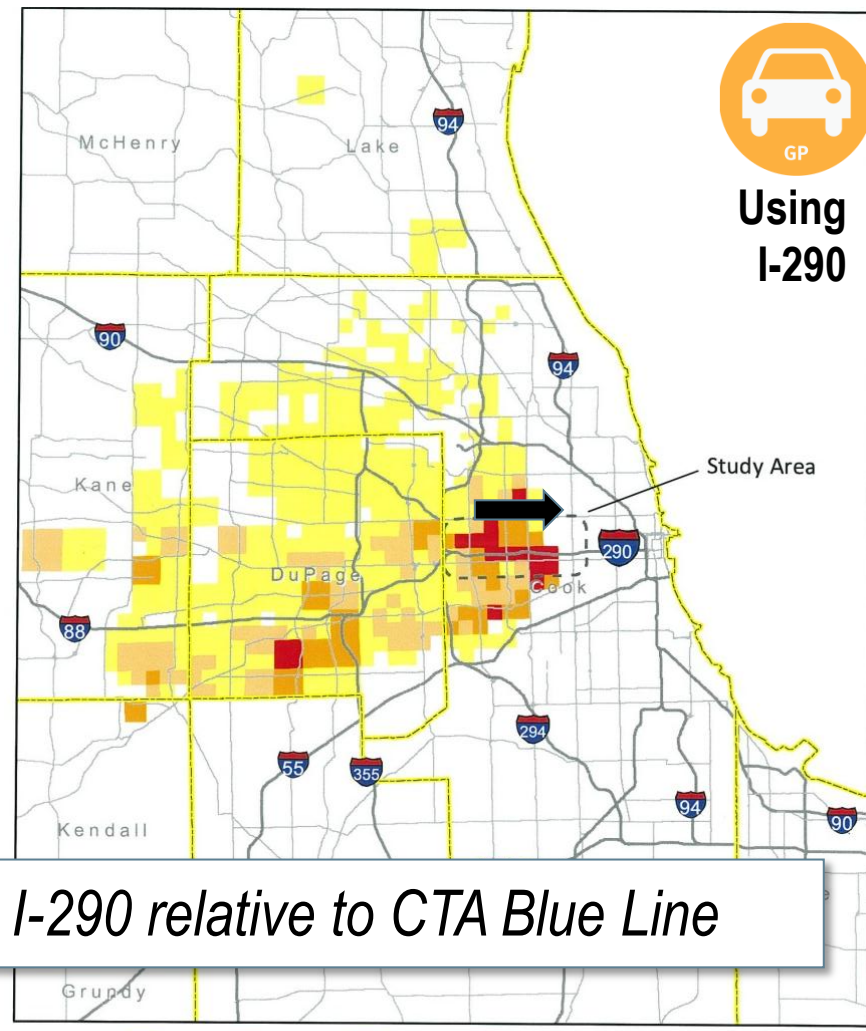 GP
Using
I-290
94
McHenry
Lake
90
94
Study Area
Kane
290
DuPage
Cook
88
294
55
355
94
90
Kendall
I-290 relative to CTA Blue Line
e
Grundy